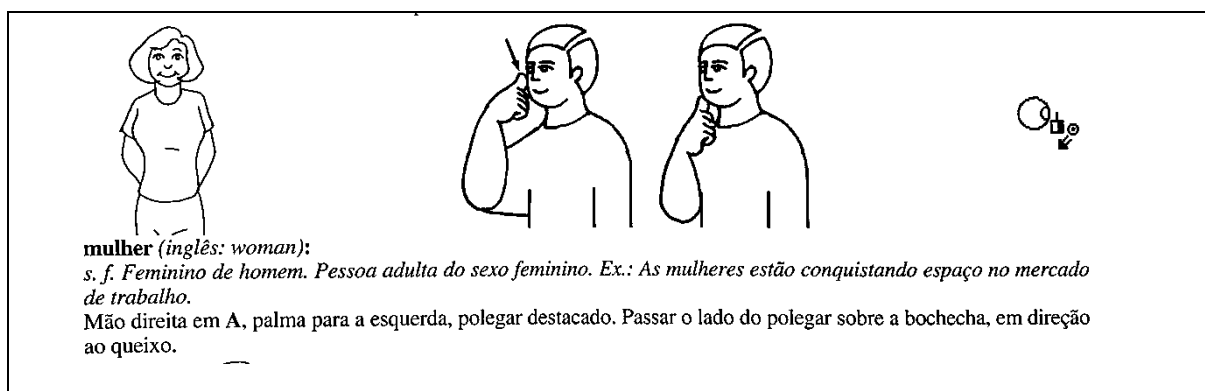 mulher (inglês: woman):
s. f. Feminino de homem. Pessoa adulta do sexo feminino. Ex.: As mulheres estão conquistando espaço no mercado
de trabalho.
Mão direita em A, palma para a esquerda, polegar destacado. Passar o lado do polegar sobre a bochecha, em direção
ao queixo.